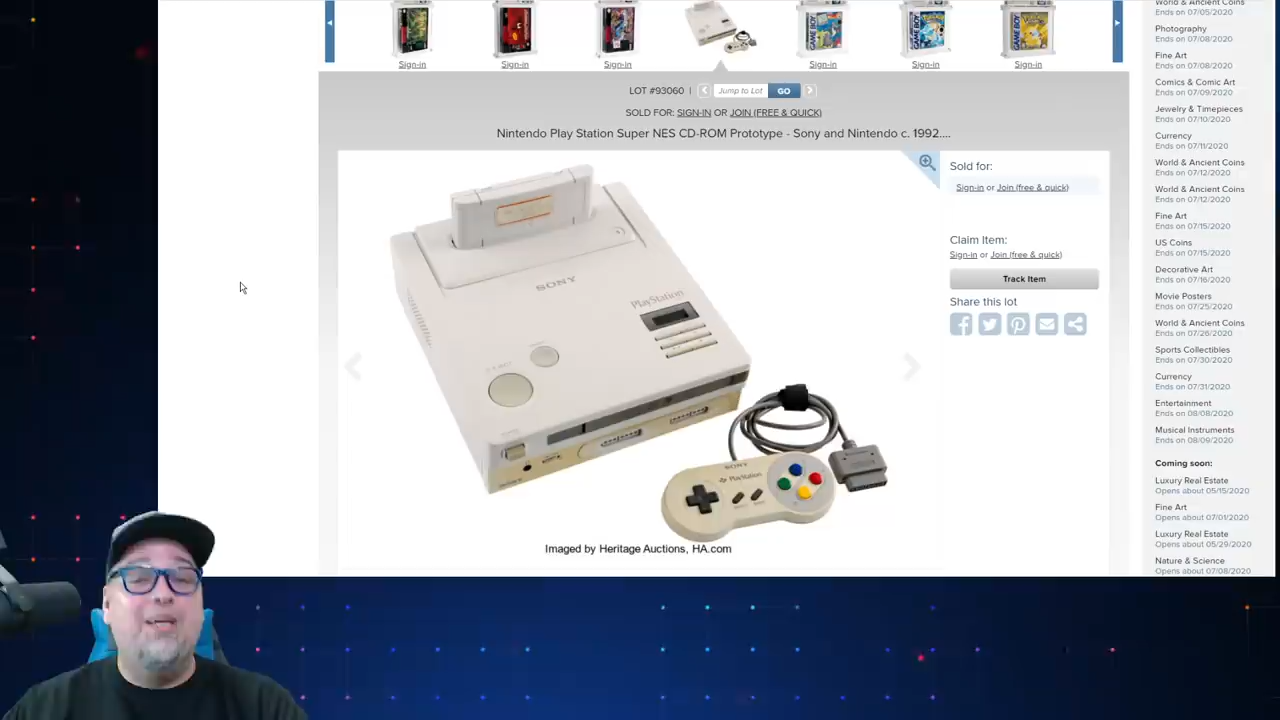 Sign-in
Sign-in
Sign-in
Sign-in
Sign-in
Sign-in
LOT #93060 |
Jump to Lot
GO
SOLD FOR: SIGN-IN OR JOIN (FREE & QUICK)
Nintendo Play Station Super NES CD-ROM Prototype - Sony and Nintendo c. 1992....
SONY
PlayStation
SONY
PlayStation
Imaged by Heritage Auctions, HA.com
Sold for:
Sign-in or Join (free & quick)
Claim Item:
Sign-in or Join (free & quick)
Track Item
Share this lot
World & Ancient Coins
Ends on 07/05/2020
Photography
Ends on 07/08/2020
Fine Art
Ends on 07/08/2020
Comics & Comic Art
Ends on 07/09/2020
Jewelry & Timepieces
Ends on 07/10/2020
Currency
Ends on 07/11/2020
World & Ancient Coins
Ends on 07/12/2020
World & Ancient Coins
Ends on 07/12/2020
Fine Art
Ends on 07/15/2020
US Coins
Ends on 07/15/2020
Decorative Art
Ends on 07/16/2020
Movie Posters
Ends on 07/25/2020
World & Ancient Coins
Ends on 07/26/2020
Sports Collectibles
Ends on 07/30/2020
Currency
Ends on 07/31/2020
Entertainment
Ends on 08/08/2020
Musical Instruments
Ends on 08/09/2020
Coming soon:
Luxury Real Estate
Opens about 05/15/2020
Fine Art
Opens about 07/01/2020
Luxury Real Estate
Opens about 05/29/2020
Nature & Science
Opens about 07/08/2020